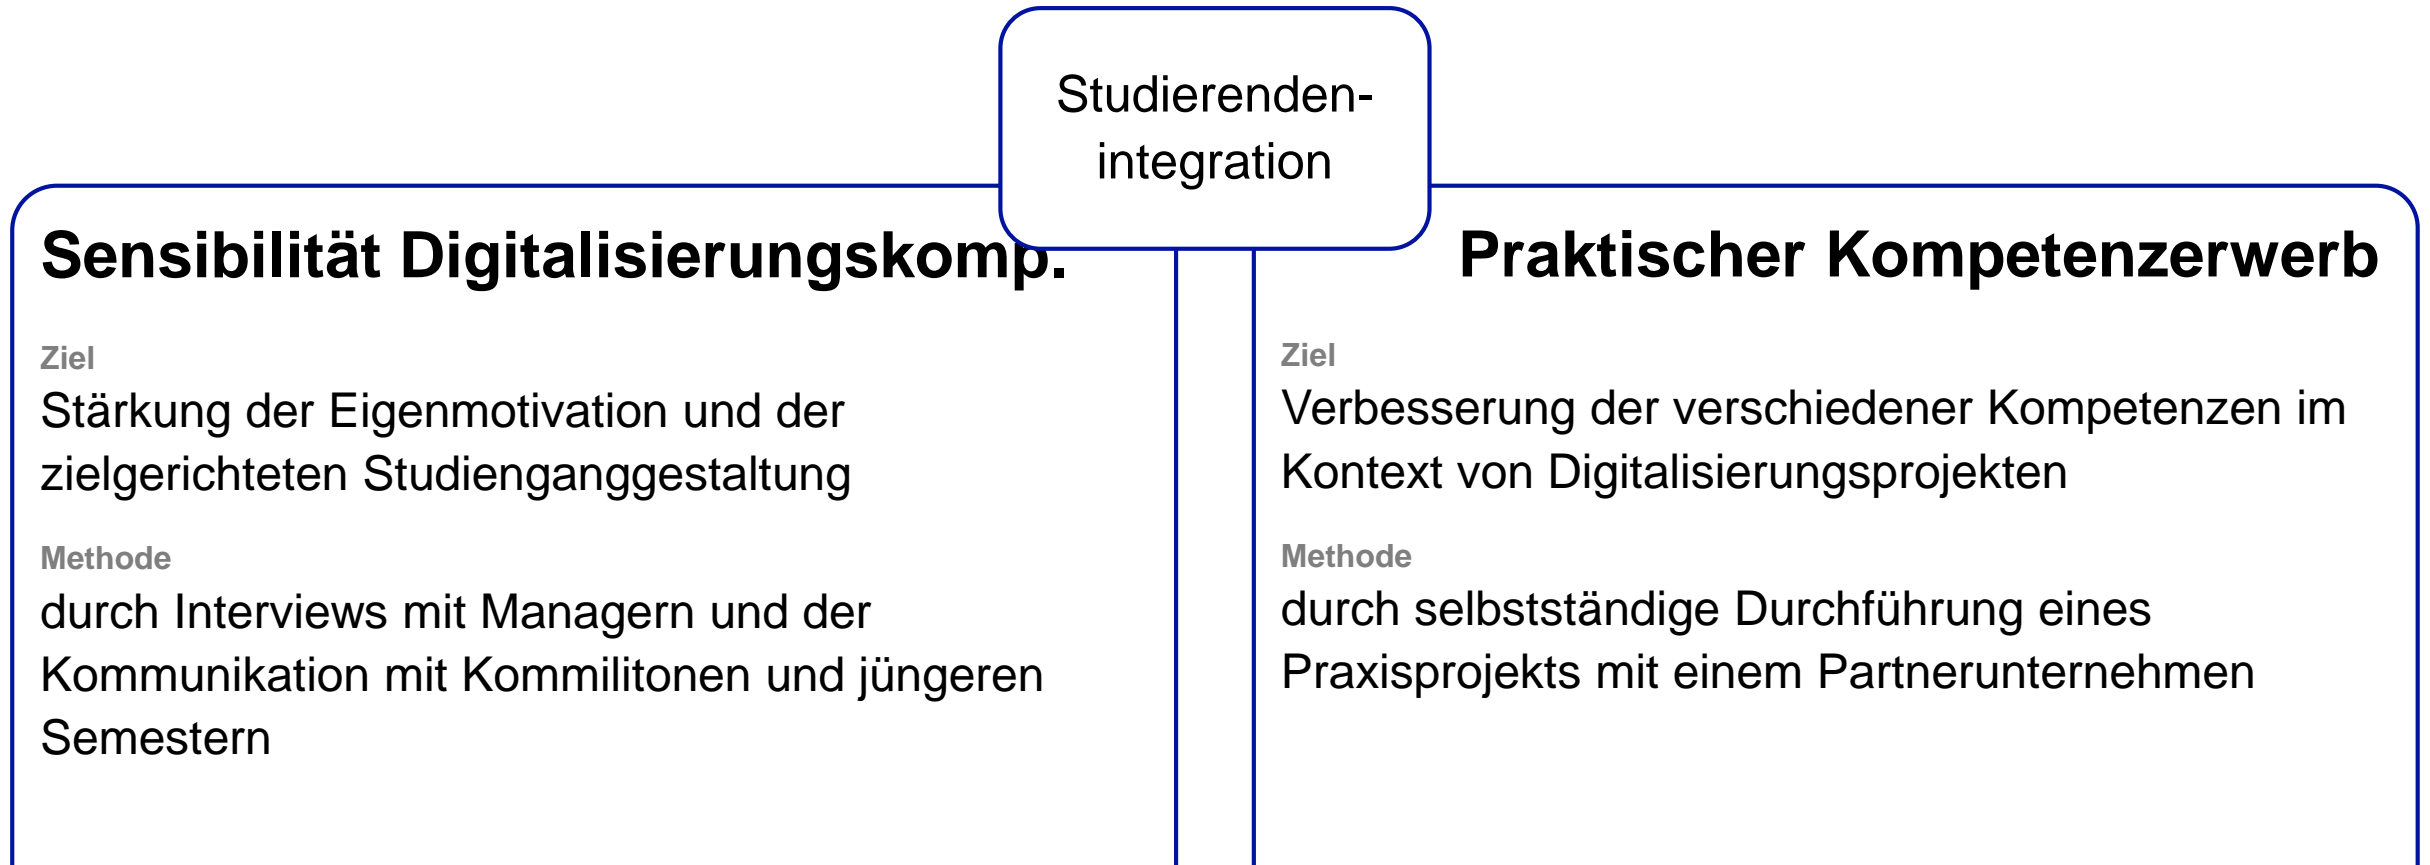 Studierenden-
integration
Sensibilität Digitalisierungskomp.
Ziel
Stärkung der Eigenmotivation und der
zielgerichteten Studienganggestaltung
Methode
durch Interviews mit Managern und der
Kommunikation mit Kommilitonen und jüngeren
Semestern
Praktischer Kompetenzerwerb
Ziel
Verbesserung der verschiedener Kompetenzen im
Kontext von Digitalisierungsprojekten
Methode
durch selbstständige Durchführung eines
Praxisprojekts mit einem Partnerunternehmen